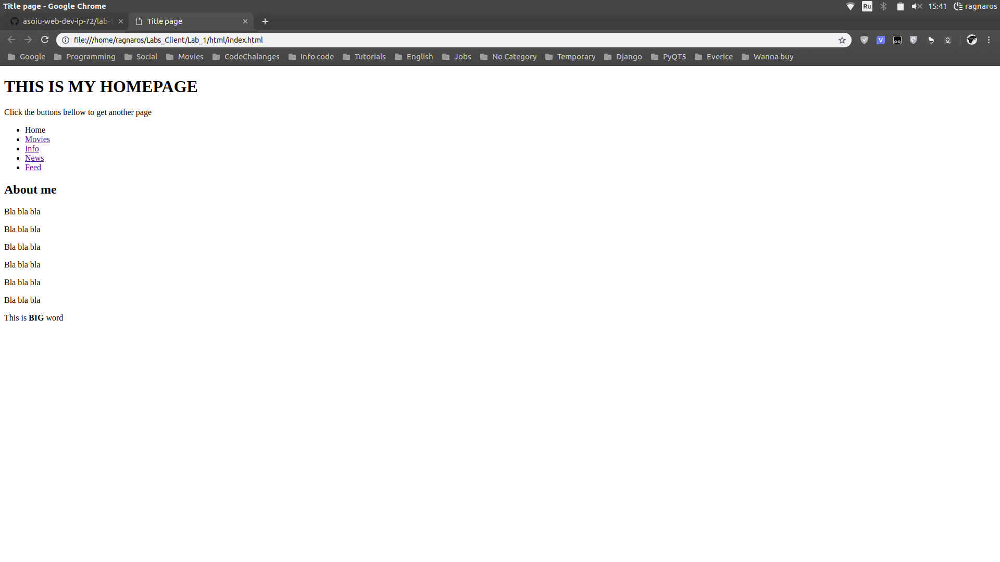 Title page - Google Chrome
Ru 15:41 ragnaros
asoiu-web-dev-ip-72/lab-1 Title page
file:///home/ragnaros/Labs_Client/Lab_1/html/index.html
V
Google Programming Social Movies CodeChalanges Info code Tutorials English Jobs No Category Temporary Django PyQT5 Everice Wanna buy
THIS IS MY HOMEPAGE
Click the buttons bellow to get another page
Home
Movies
Info
News
Feed
About me
Bla bla bla
Bla bla bla
Bla bla bla
Bla bla bla
Bla bla bla
Bla bla bla
This is BIG word